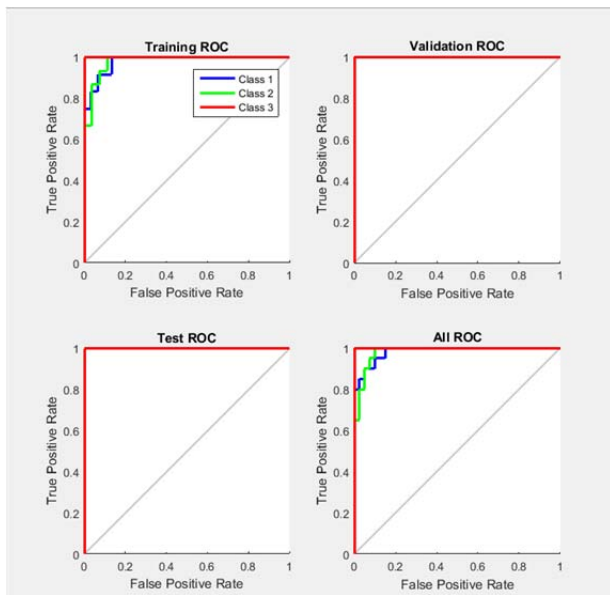 Training ROC
1
0.8
0.6
0.4
0.2
0
True Positive Rate
Class 1
Class 2
Class 3
0 0.2 0.4 0.6 0.8 1
False Positive Rate
Validation ROC
1
0.8
0.6
0.4
0.2
0
True Positive Rate
0 0.2 0.4 0.6 0.8 1
False Positive Rate
Test ROC
1
0.8
0.6
0.4
0.2
0
True Positive Rate
0 0.2 0.4 0.6 0.8 1
False Positive Rate
All ROC
1
0.8
0.6
0.4
0.2
0
True Positive Rate
0 0.2 0.4 0.6 0.8 1
False Positive Rate